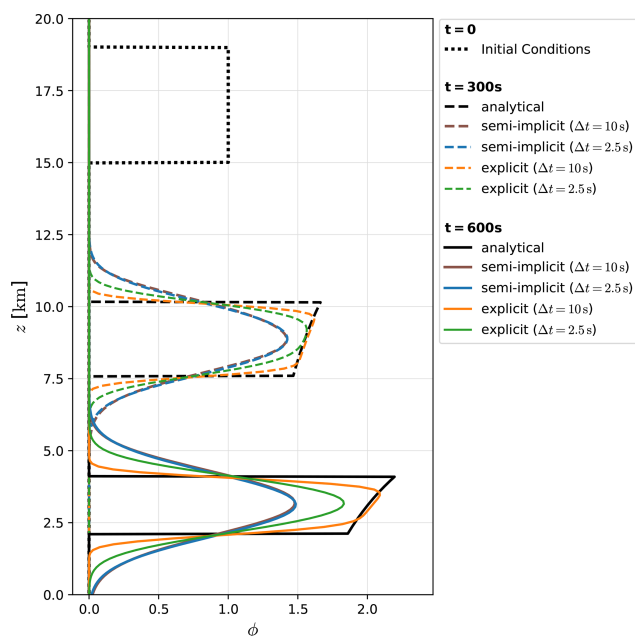 20.0
17.5
15.0
12.5
10.0
7.5
5.0
2.5
0.0
z [km]
0.0 0.5 1.0 1.5 2.0
ϕ
t = 0
Initial Conditions
t = 300s
analytical
semi-implicit (Δt = 10 s)
semi-implicit (Δt = 2.5 s)
explicit (Δt = 10 s)
explicit (Δt = 2.5 s)
t = 600s
analytical
semi-implicit (Δt = 10 s)
semi-implicit (Δt = 2.5 s)
explicit (Δt = 10 s)
explicit (Δt = 2.5 s)